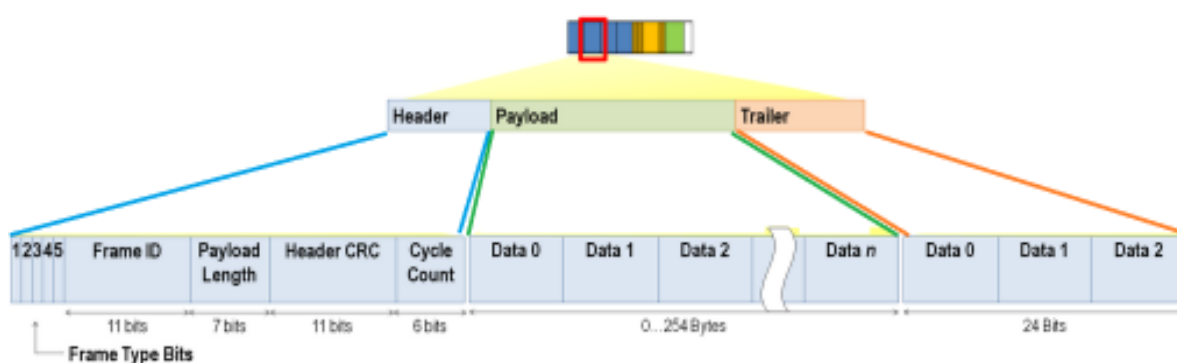 Header Payload Trailer
12345 Frame ID Payload Length Header CRC Cycle Count Data 0 Data 1 Data 2 Data n Data 0 Data 1 Data 2
11 bits 7 bits 11 bits 6 bits 0...254 Bytes 24 Bits
Frame Type Bits